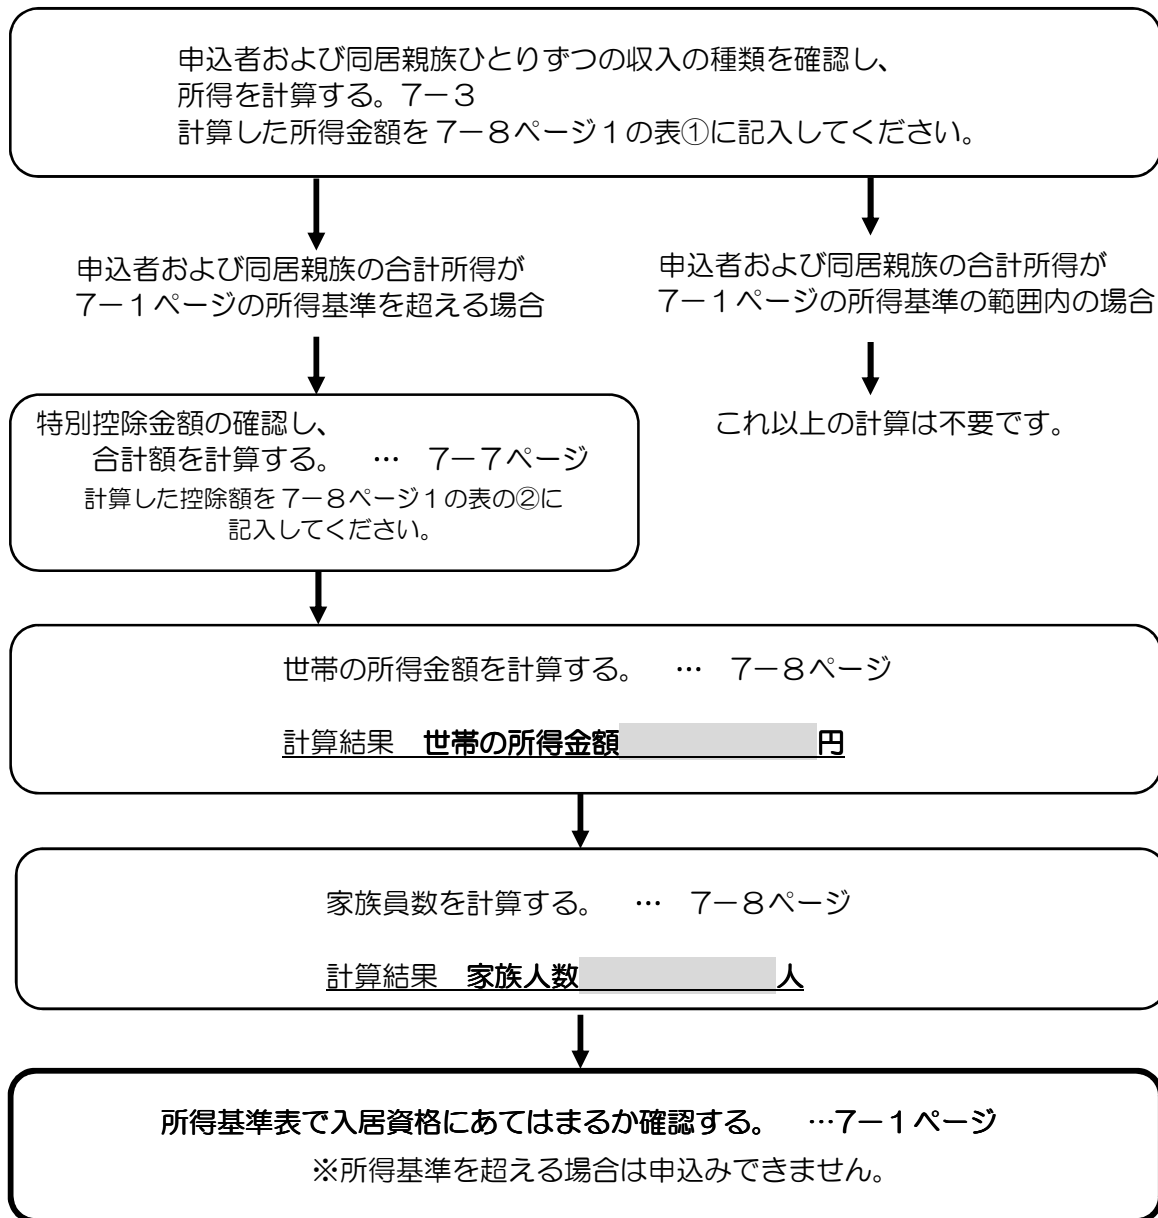 申込者および同居親族ひとりずつの収入の種類を確認し、
所得を計算する。７－３
計算した所得金額を７－８ページ１の表①に記入してください。
申込者および同居親族の合計所得が
７－１ページの所得基準を超える場合
申込者および同居親族の合計所得が
７－１ページの所得基準の範囲内の場合
特別控除金額の確認し、
合計額を計算する。　…　７－７ページ
計算した控除額を７－８ページ１の表の②に
記入してください。
これ以上の計算は不要です。
世帯の所得金額を計算する。　…　７－８ページ
計算結果　世帯の所得金額　　　　　　　円
家族員数を計算する。　…　７－８ページ
計算結果　家族人数　　　　　　　人
所得基準表で入居資格にあてはまるか確認する。　…７－１ページ
※所得基準を超える場合は申込みできません。